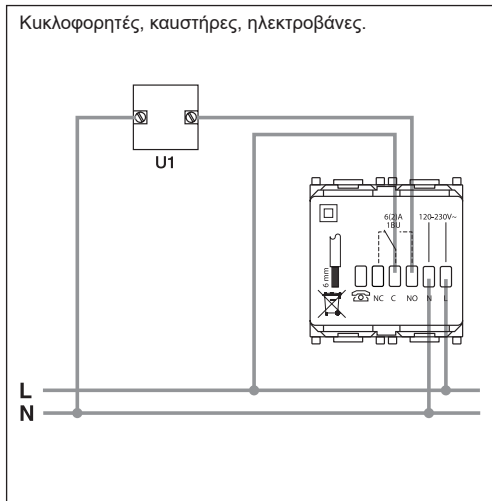 Κυκλοφορητές, καυστήρες, ηλεκτροβάνες.
U1
6(2)A 120-230V~
1BU
6 mm
NC C NO N L
L
N